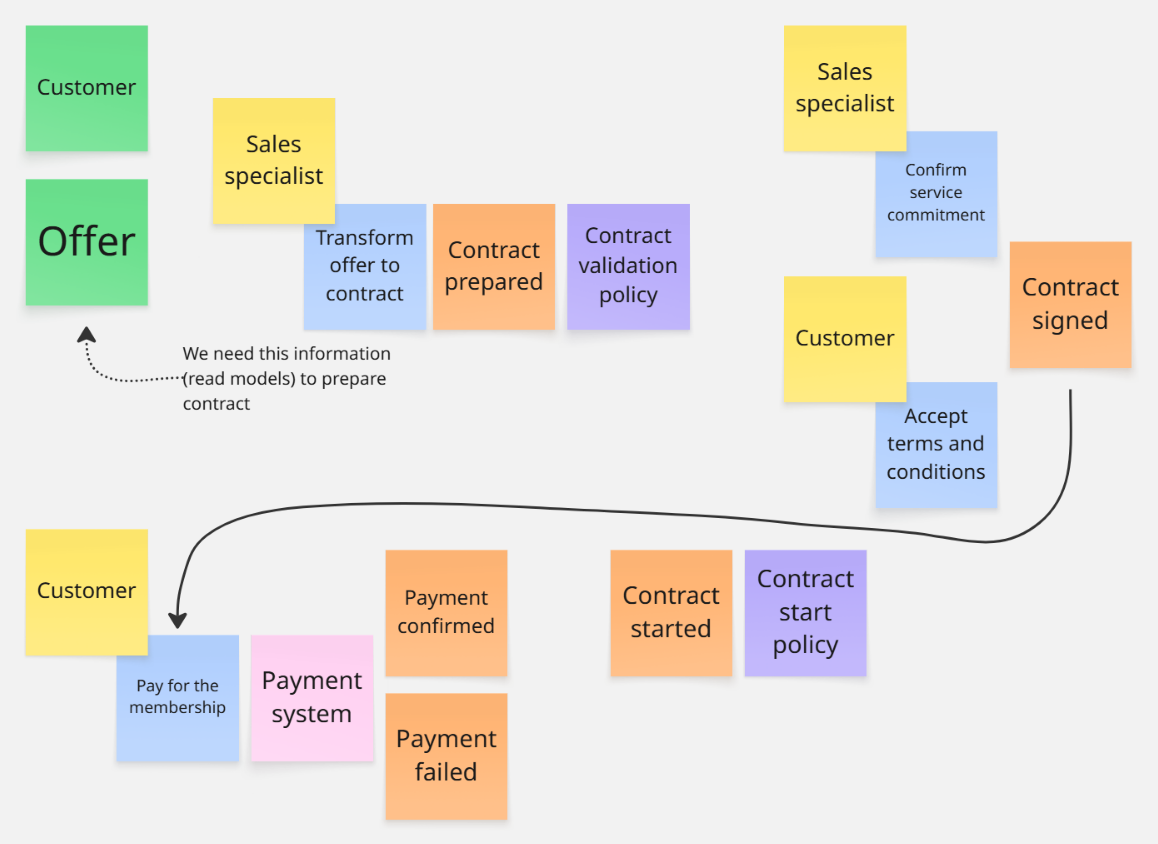 Customer
Offer
We need this information
(read models) to prepare
contract
Sales
specialist
Transform
offer to
contract
Contract
prepared
Contract
validation
policy
Sales
specialist
Confirm
service
commitment
Customer
Accept
terms and
conditions
Contract
signed
Customer
Pay for the
membership
Payment
system
Payment
confirmed
Payment
failed
Contract
started
Contract
start
policy